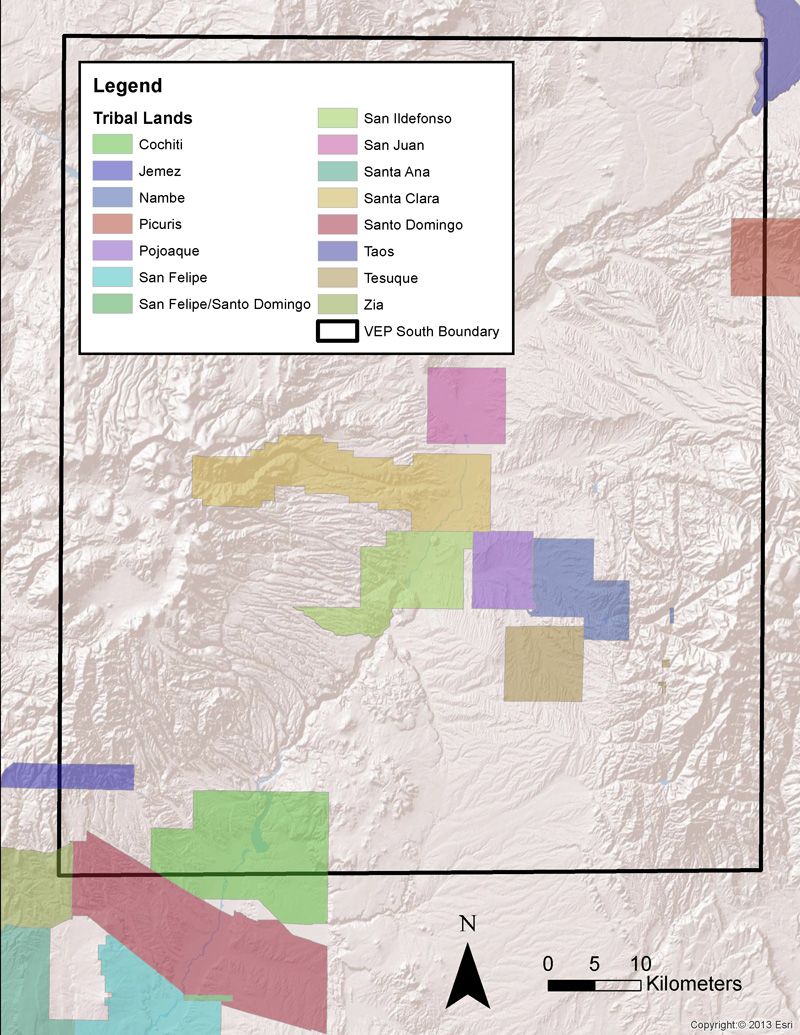 Legend
Tribal Lands
Cochiti
Jemez
Nambe
Picuris
Pojoaque
San Felipe
San Felipe/Santo Domingo
San Ildefonso
San Juan
Santa Ana
Santa Clara
Santo Domingo
Taos
Tesuque
Zia
VEP South Boundary
N
0 5 10
Kilometers
Copyright:© 2013 Esri